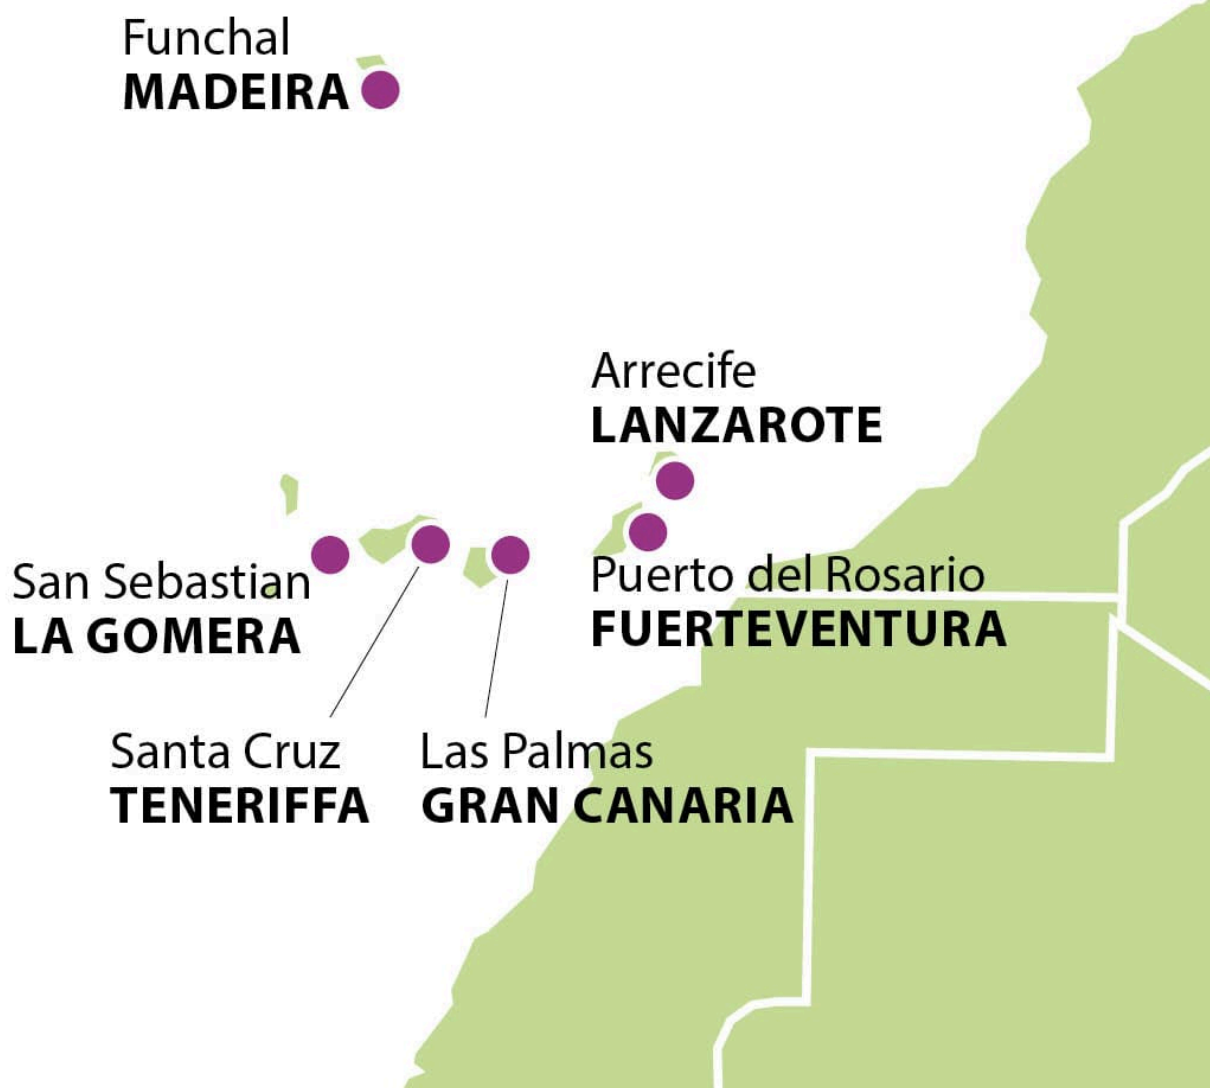 Funchal
MADEIRA
Arrecife
LANZAROTE
San Sebastian
LA GOMERA
Puerto del Rosario
FUERTEVENTURA
Santa Cruz
TENERIFFA
Las Palmas
GRAN CANARIA